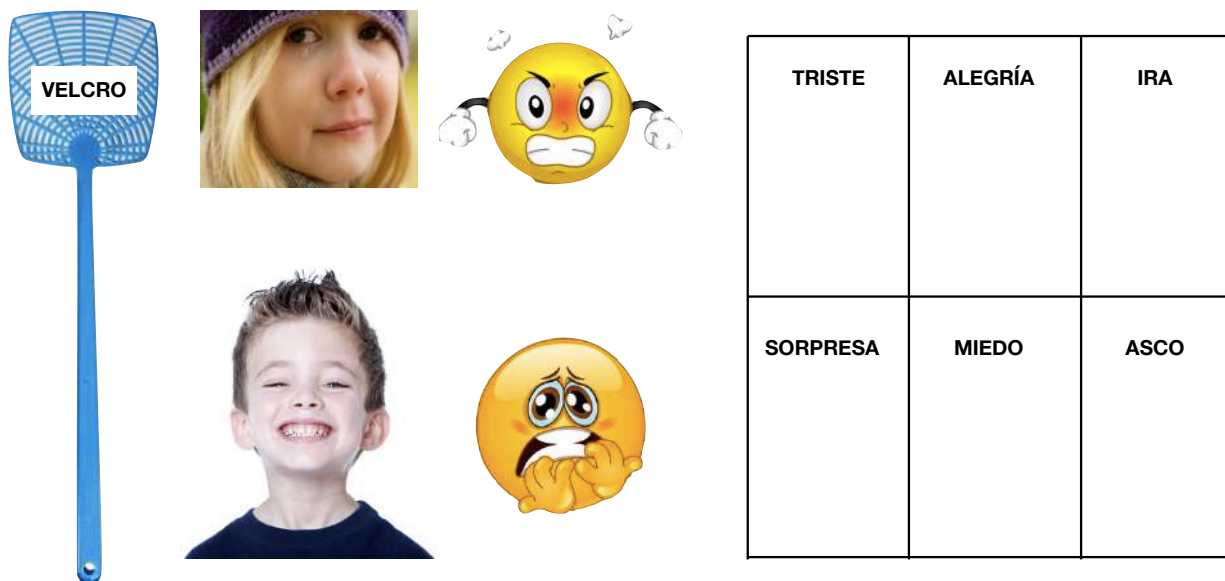 VELCRO
TRISTE
ALEGRÍA
IRA
SORPRESA
MIEDO
ASCO